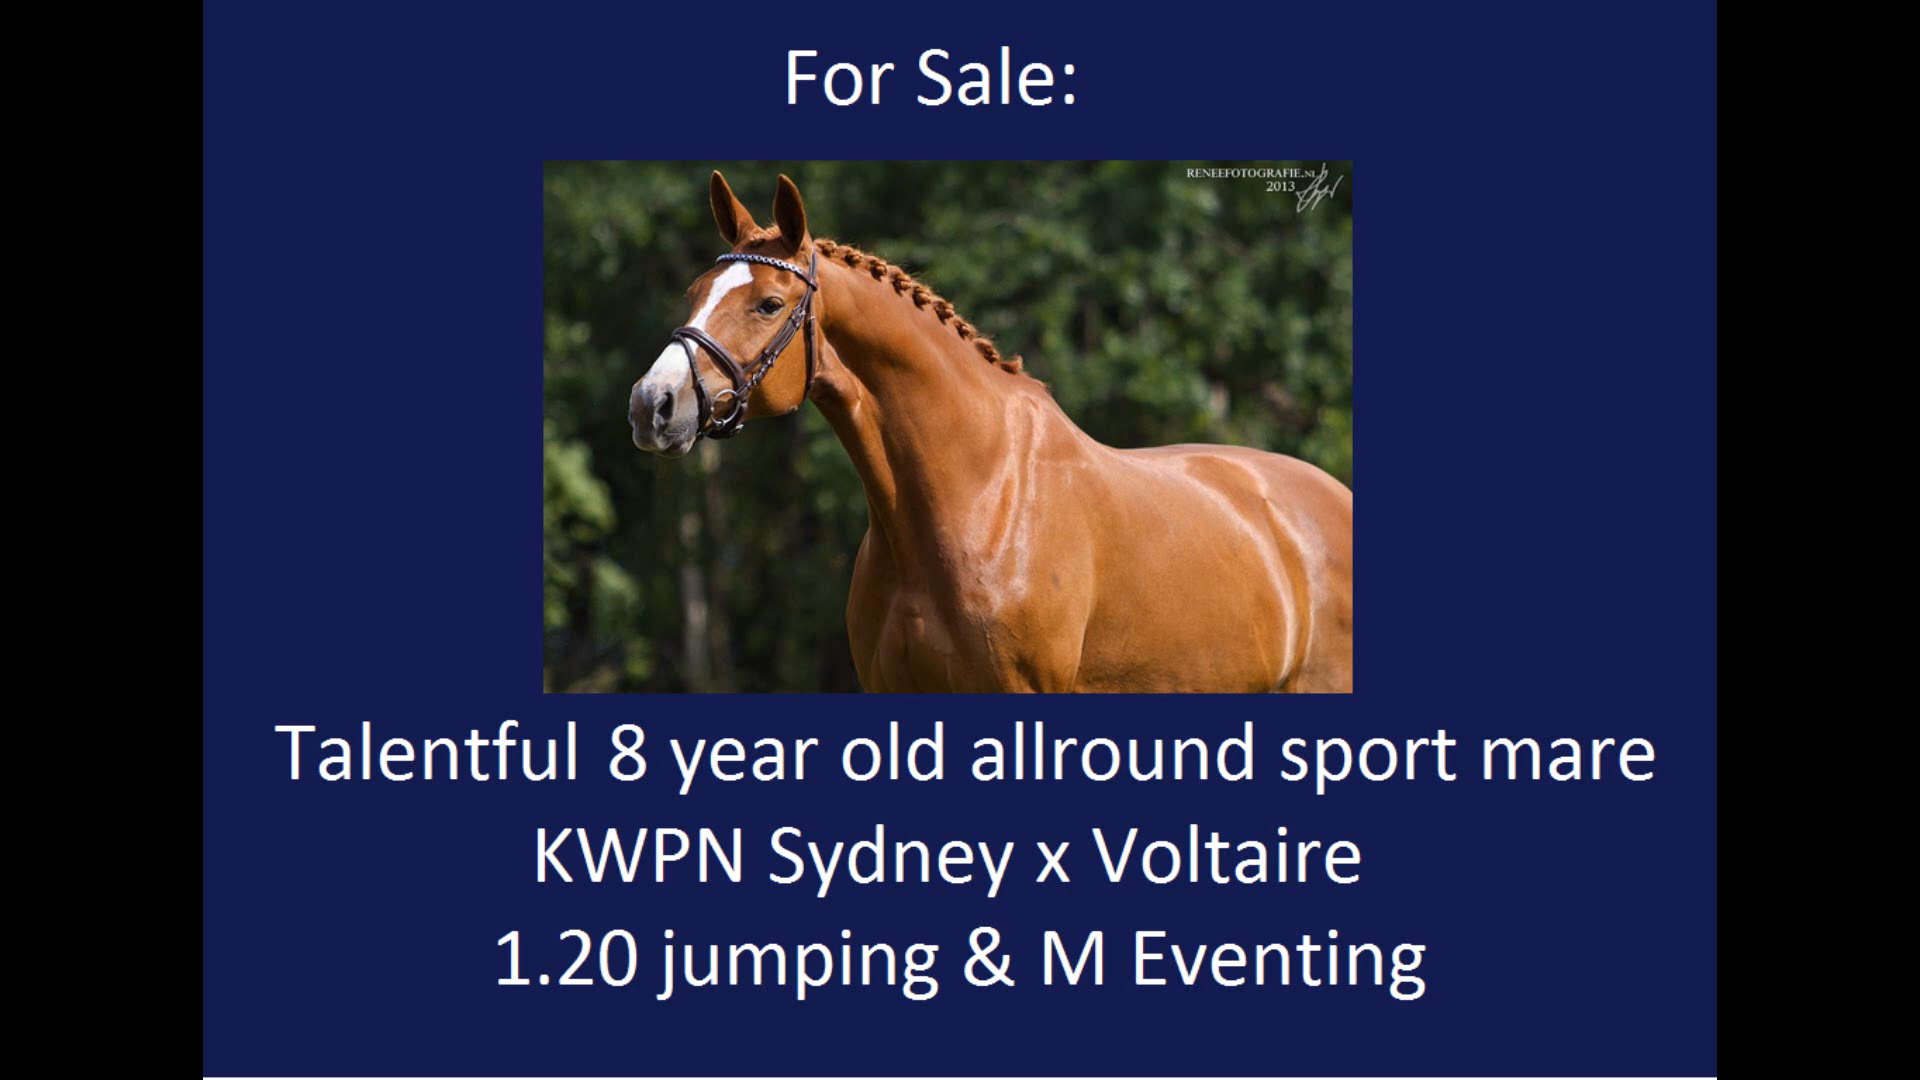 For Sale:
RENEEFOTOGRAFIE.NL
2013
Talentful 8 year old allround sport mare
KWPN Sydney x Voltaire
1.20 jumping & M Eventing